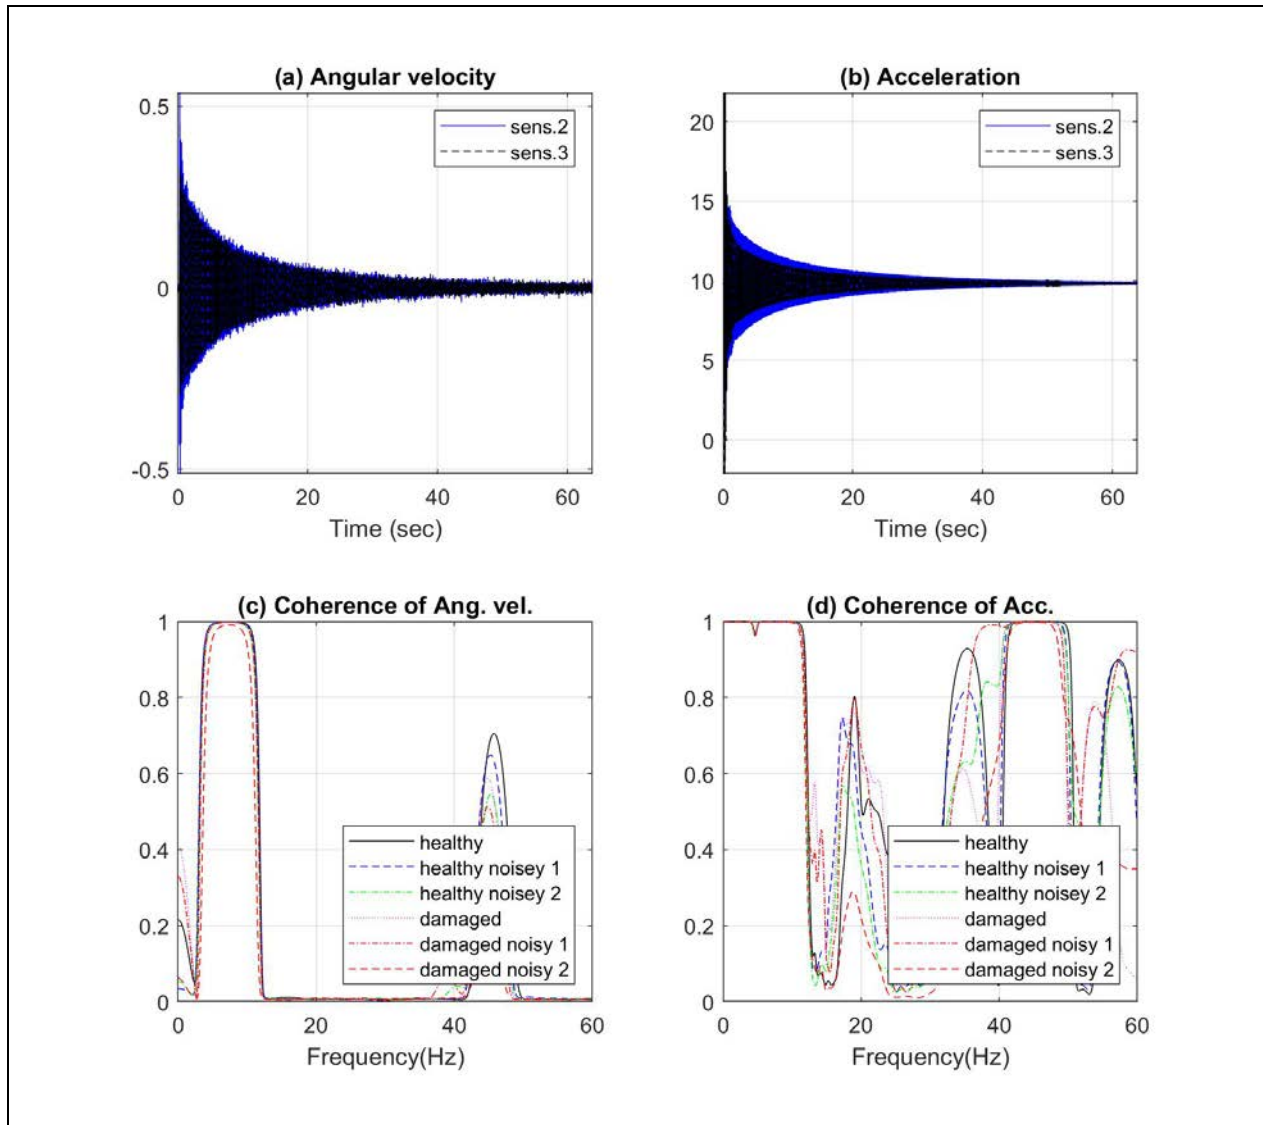 (a) Angular velocity
0.5
0
-0.5
sens.2
sens.3
0 20 40 60
Time (sec)
(b) Acceleration
20
15
10
5
0
sens.2
sens.3
0 20 40 60
Time (sec)
(c) Coherence of Ang. vel.
1
0.8
0.6
0.4
0.2
0
healthy
healthy noisey 1
healthy noisey 2
damaged
damaged noisy 1
damaged noisy 2
0 20 40 60
Frequency(Hz)
(d) Coherence of Acc.
1
0.8
0.6
0.4
0.2
0
healthy
healthy noisey 1
healthy noisey 2
damaged
damaged noisy 1
damaged noisy 2
0 20 40 60
Frequency(Hz)